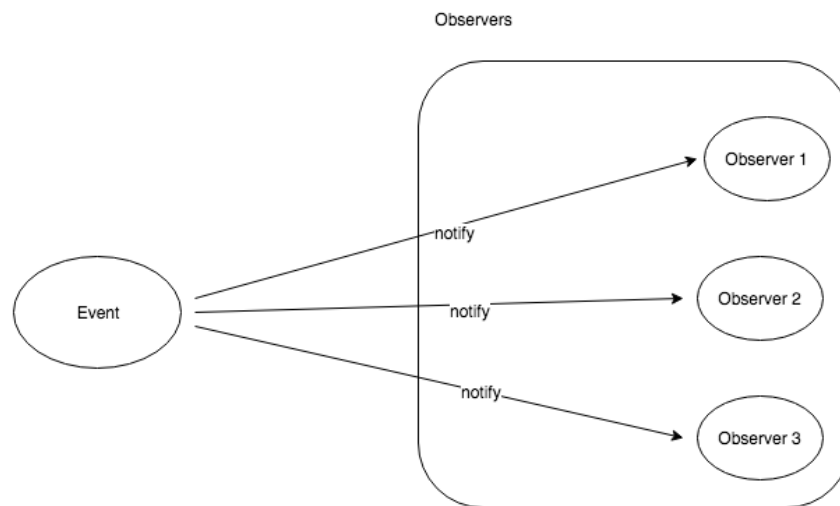 Observers
Observer 1
notify
Event
notify
Observer 2
notify
Observer 3